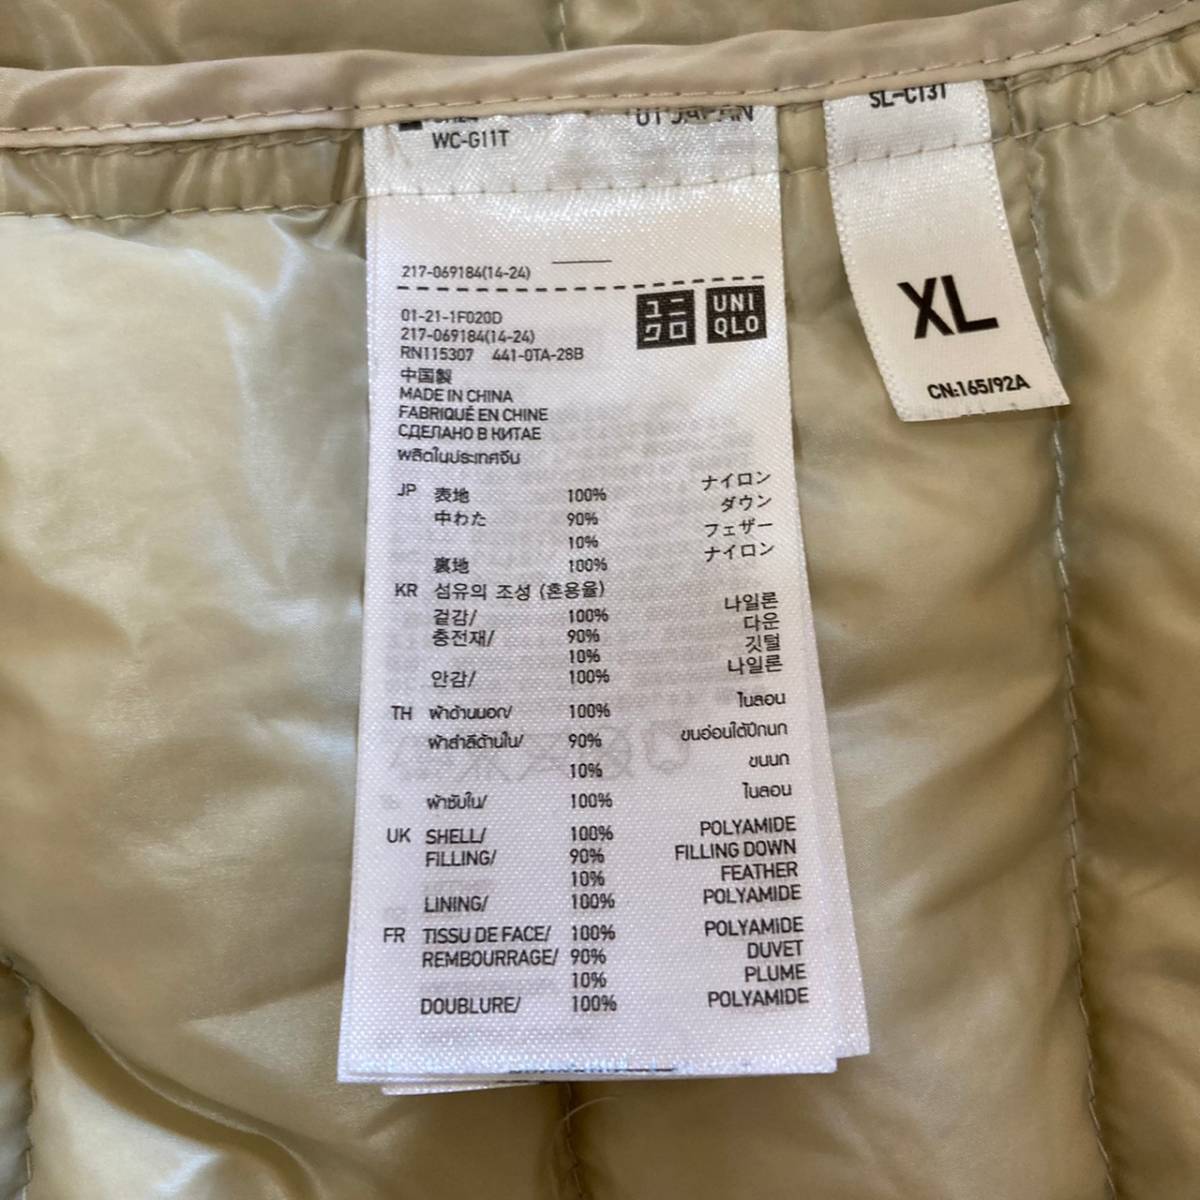 WC-G11T
01 JAPAN
SL-C131
XL
CN:165/92A
217-069184(14-24)
01-21-1F020D
217-069184(14-24)
RN115307 441-0TA-28B
ユニクロ
UNIQLO
中国製
MADE IN CHINA
FABRIQUÉ EN CHINE
СДЕЛАНО В КИТАЕ
ผลิตในประเทศจีน
JP 表地 100% ナイロン
中わた 90% ダウン
10% フェザー
裏地 100% ナイロン
KR 섬유의 조성 (혼용율)
겉감/ 100% 나일론
충전재/ 90% 다운
10% 깃털
안감/ 100% 나일론
TH ผ้าด้านนอก/ 100% ไนลอน
ผ้าสำลีด้านใน/ 90% ขนอ่อนใต้ปีกนก
10% ขนนก
ผ้าซับใน/ 100% ไนลอน
UK SHELL/ 100% POLYAMIDE
FILLING/ 90% FILLING DOWN
10% FEATHER
LINING/ 100% POLYAMIDE
FR TISSU DE FACE/ 100% POLYAMIDE
REMBOURRAGE/ 90% DUVET
10% PLUME
DOUBLURE/ 100% POLYAMIDE